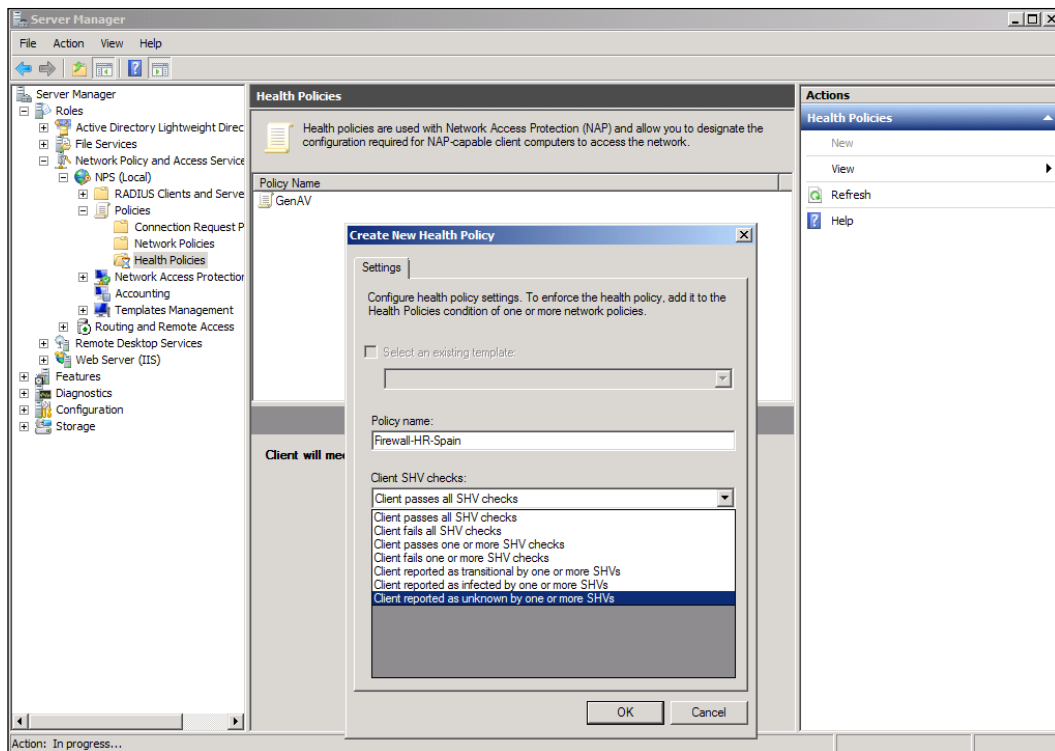 Server Manager
File Action View Help
Server Manager
Roles
Active Directory Lightweight Direc
File Services
Network Policy and Access Service
NPS (Local)
RADIUS Clients and Serve
Policies
Connection Request P
Network Policies
Health Policies
Network Access Protection
Accounting
Templates Management
Routing and Remote Access
Remote Desktop Services
Web Server (IIS)
Features
Diagnostics
Configuration
Storage
Health Policies
Health policies are used with Network Access Protection (NAP) and allow you to designate the
configuration required for NAP-capable client computers to access the network.
Policy Name
GenAV
Client will mee
Create New Health Policy
Settings
Configure health policy settings. To enforce the health policy, add it to the
Health Policies condition of one or more network policies.
Select an existing template:
Policy name:
Firewall-HR-Spain
Client SHV checks:
Client passes all SHV checks
Client passes all SHV checks
Client fails all SHV checks
Client passes one or more SHV checks
Client fails one or more SHV checks
Client reported as transitional by one or more SHVs
Client reported as infected by one or more SHVs
Client reported as unknown by one or more SHVs
OK Cancel
Actions
Health Policies
New
View
Refresh
Help
Action: In progress...